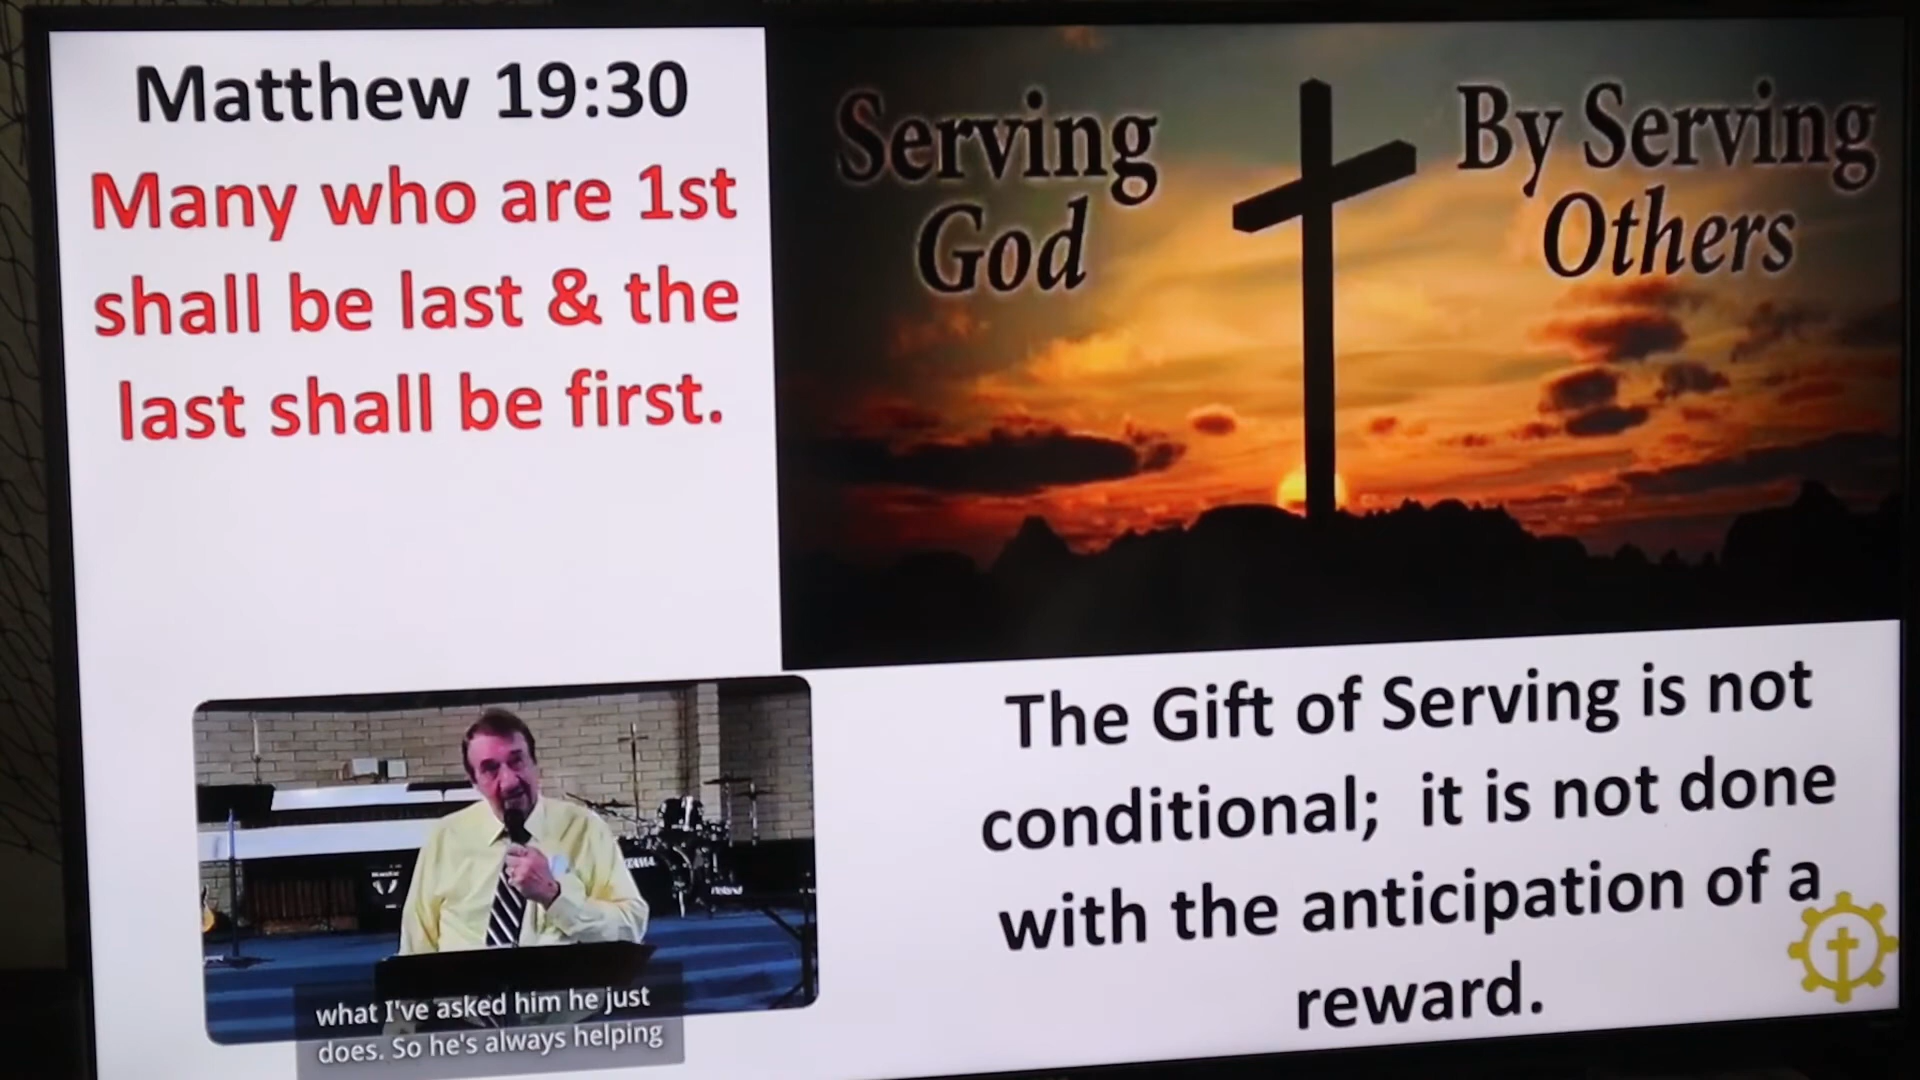 Matthew 19:30
Many who are 1st
shall be last & the
last shall be first.
Serving
God
By Serving
Others
The Gift of Serving is not
conditional; it is not done
with the anticipation of a
reward.
TAMA
Roland
what I've asked him he just
does. So he's always helping